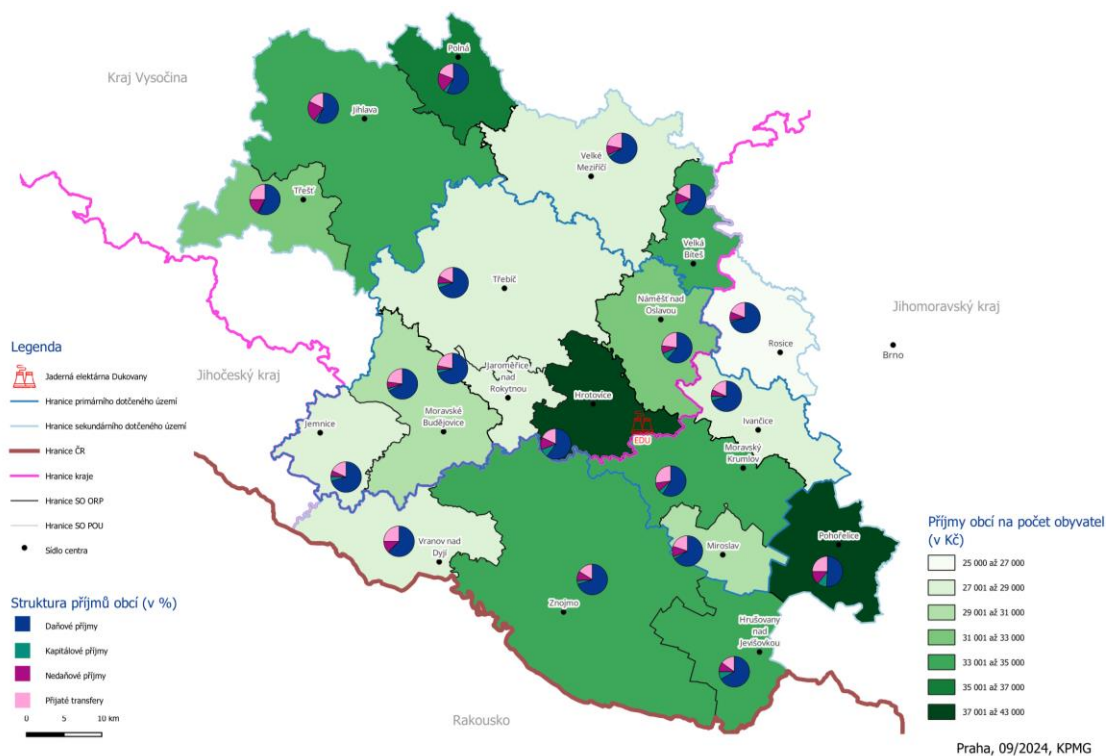 Polná
Kraj Vysočina
Jihlava
Velké
Meziříčí
Třešť
Velká
Bíteš
Třebíč
Náměšť nad
Oslavou
Jihomoravský kraj
Rosice
Brno
Legenda
Jaderná elektárna Dukovany
Hranice primárního dotčeného území
Hranice sekundárního dotčeného území
Hranice ČR
Hranice kraje
Hranice SO ORP
Hranice SO POU
Sídlo centra
Jihočeský kraj
Jaroměřice
nad
Rokytnou
Hrotovice
Jemnice
Moravské
Budějovice
EDU
Ivančice
Moravský
Krumlov
Vranov nad
Dyjí
Miroslav
Pohořelice
Znojmo
Hrušovany
nad
Jevišovkou
Příjmy obcí na počet obyvatel
(v Kč)
25 000 až 27 000
27 001 až 29 000
29 001 až 31 000
31 001 až 33 000
33 001 až 35 000
35 001 až 37 000
37 001 až 43 000
Struktura příjmů obcí (v %)
Daňové příjmy
Kapitálové příjmy
Nedaňové příjmy
Přijaté transfery
0 5 10 km
Rakousko
Praha, 09/2024, KPMG